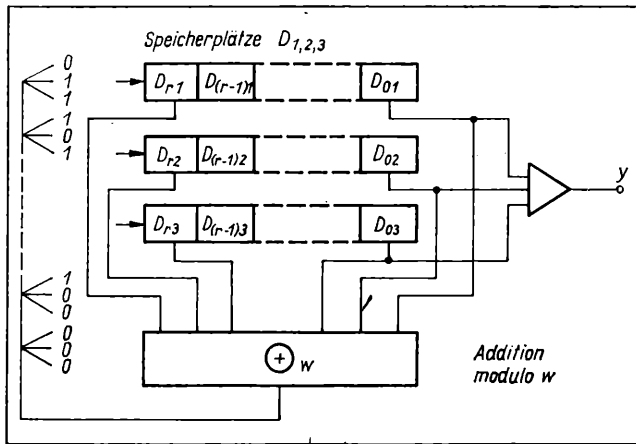 Speicherplätze D1,2,3
0
1
1
Dr1 D(r-1)1 D01
1
0
1
Dr2 D(r-1)2 D02
y
Dr3 D(r-1)3 D03
1
0
0
0
0
0
+ w
Addition
modulo w